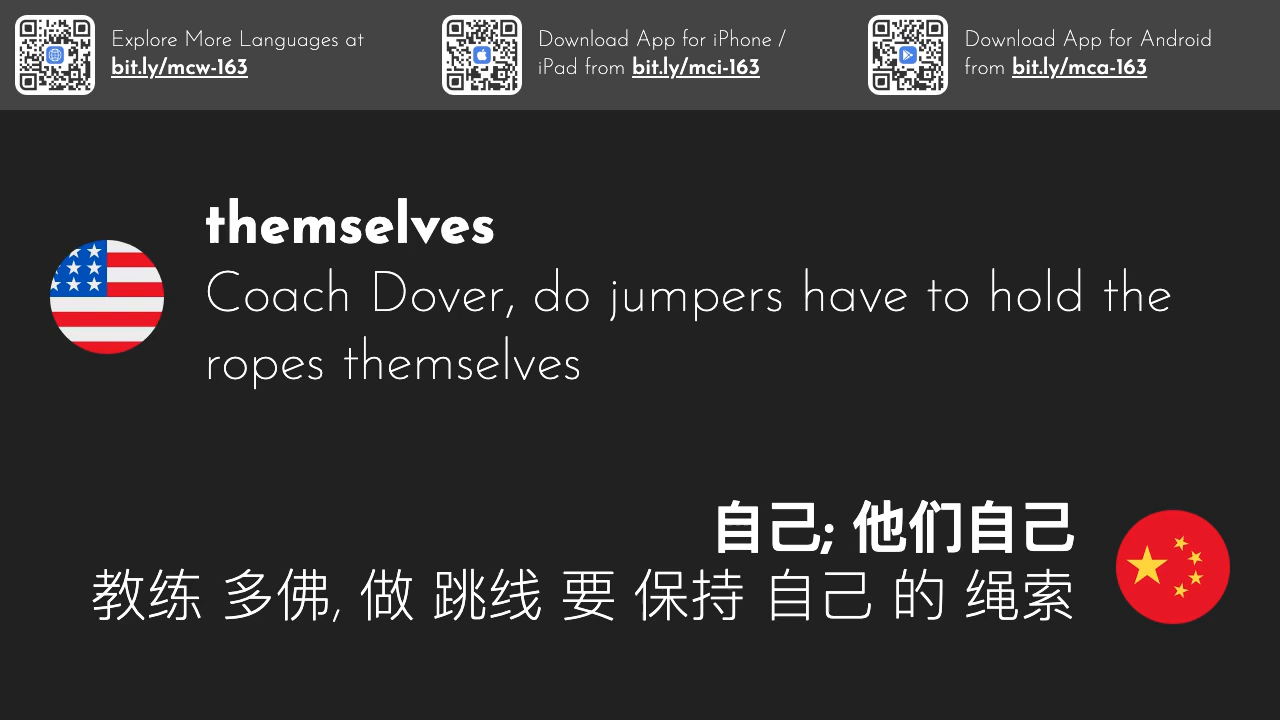 Explore More Languages at
bit.ly/mcw-163
Download App for iPhone /
iPad from bit.ly/mci-163
Download App for Android
from bit.ly/mca-163
themselves
Coach Dover, do jumpers have to hold the
ropes themselves
自己; 他们自己
教练 多佛, 做 跳线 要 保持 自己 的 绳索